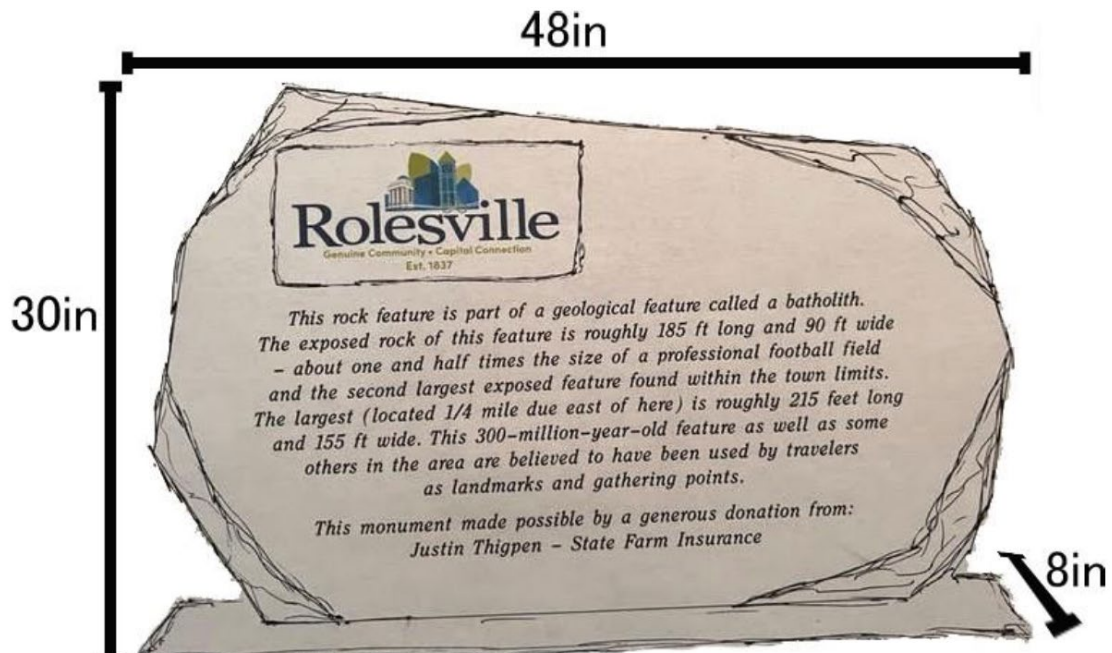 48in
30in
Rolesville
Genuine Community • Capital Connection
Est. 1837
This rock feature is part of a geological feature called a batholith.
The exposed rock of this feature is roughly 185 ft long and 90 ft wide
– about one and half times the size of a professional football field
and the second largest exposed feature found within the town limits.
The largest (located 1/4 mile due east of here) is roughly 215 feet long
and 155 ft wide. This 300-million-year-old feature as well as some
others in the area are believed to have been used by travelers
as landmarks and gathering points.
This monument made possible by a generous donation from:
Justin Thigpen – State Farm Insurance
8in